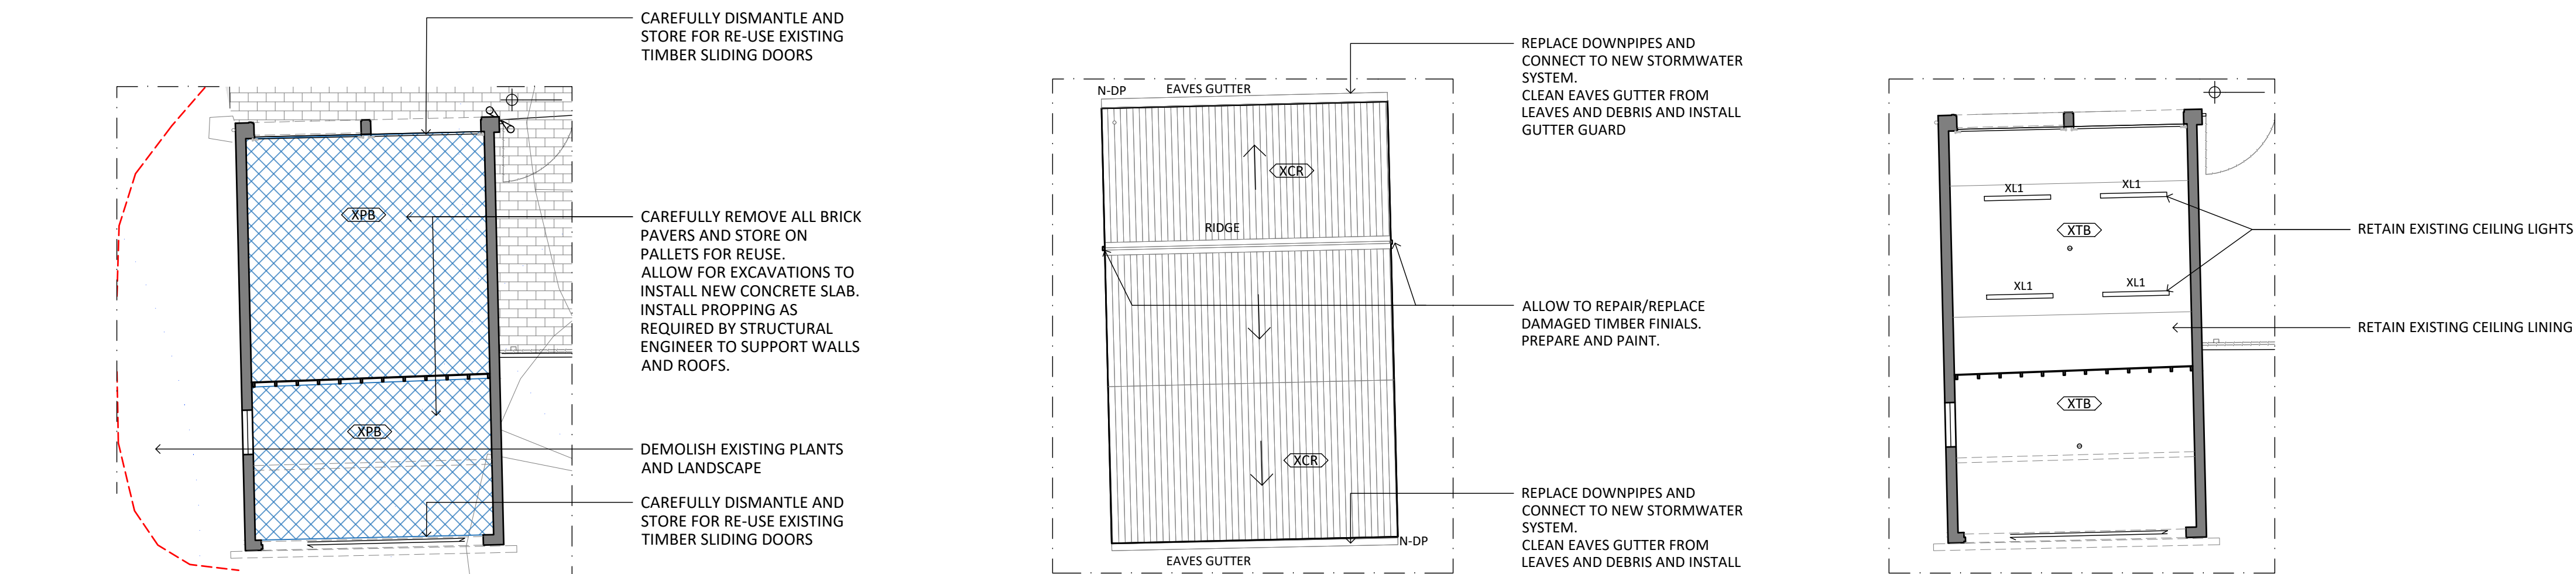 CAREFULLY DISMANTLE AND
STORE FOR RE-USE EXISTING
TIMBER SLIDING DOORS
XPB
CAREFULLY REMOVE ALL BRICK
PAVERS AND STORE ON
PALLETS FOR REUSE.
ALLOW FOR EXCAVATIONS TO
INSTALL NEW CONCRETE SLAB.
INSTALL PROPPING AS
REQUIRED BY STRUCTURAL
ENGINEER TO SUPPORT WALLS
AND ROOFS.
XPB
DEMOLISH EXISTING PLANTS
AND LANDSCAPE
CAREFULLY DISMANTLE AND
STORE FOR RE-USE EXISTING
TIMBER SLIDING DOORS
N-DP
EAVES GUTTER
REPLACE DOWNPIPES AND
CONNECT TO NEW STORMWATER
SYSTEM.
CLEAN EAVES GUTTER FROM
LEAVES AND DEBRIS AND INSTALL
GUTTER GUARD
XCR
RIDGE
ALLOW TO REPAIR/REPLACE
DAMAGED TIMBER FINIALS.
PREPARE AND PAINT.
XCR
REPLACE DOWNPIPES AND
CONNECT TO NEW STORMWATER
SYSTEM.
CLEAN EAVES GUTTER FROM
LEAVES AND DEBRIS AND INSTALL
N-DP
EAVES GUTTER
XL1
XL1
XTB
RETAIN EXISTING CEILING LIGHTS
XL1
XL1
RETAIN EXISTING CEILING LINING
XTB